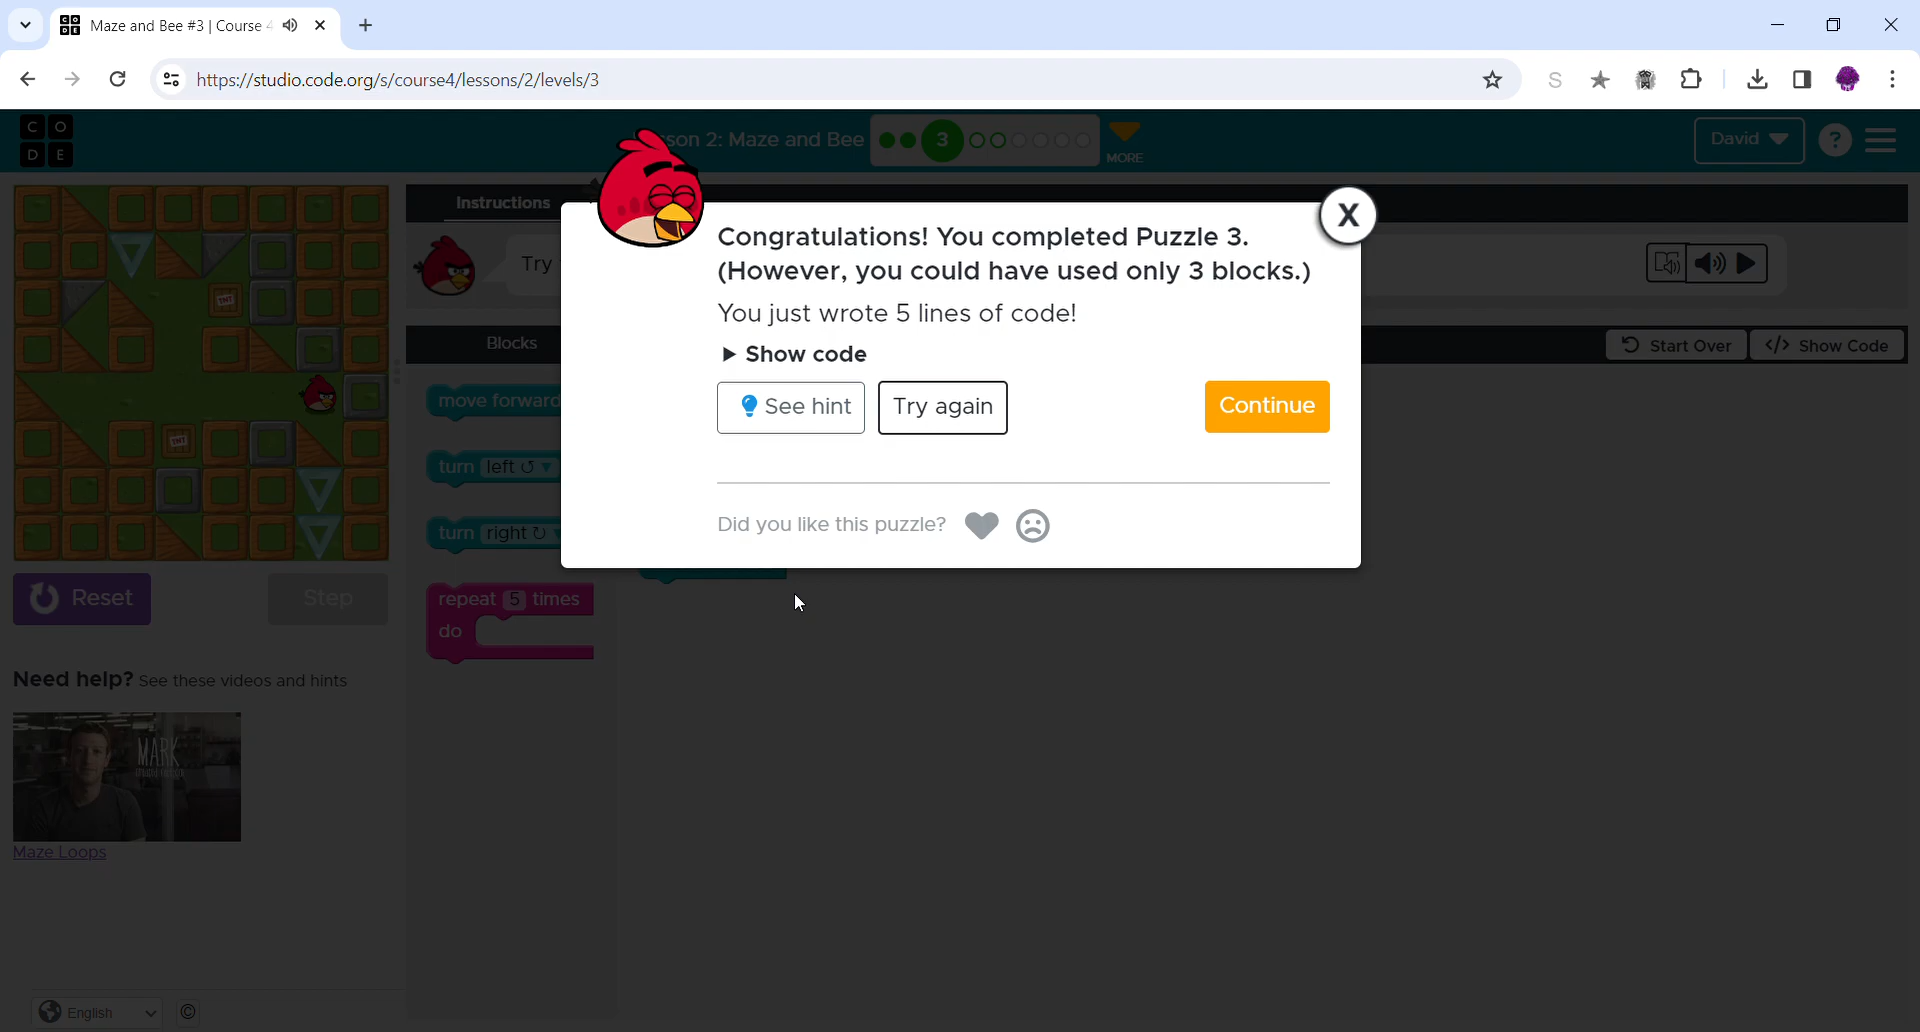 Maze and Bee #3 | Course 4
https://studio.code.org/s/course4/lessons/2/levels/3
C O
D E
son 2: Maze and Bee
3
MORE
David
?
Instructions
Try
X
Congratulations! You completed Puzzle 3.
(However, you could have used only 3 blocks.)
You just wrote 5 lines of code!
Show code
See hint
Try again
Continue
Did you like this puzzle?
Blocks
Start Over
</> Show Code
move forward
turn left
turn right
repeat 5 times
do
TNT
TNT
Reset
Step
Need help? See these videos and hints
MARK
Maze Loops
English
©